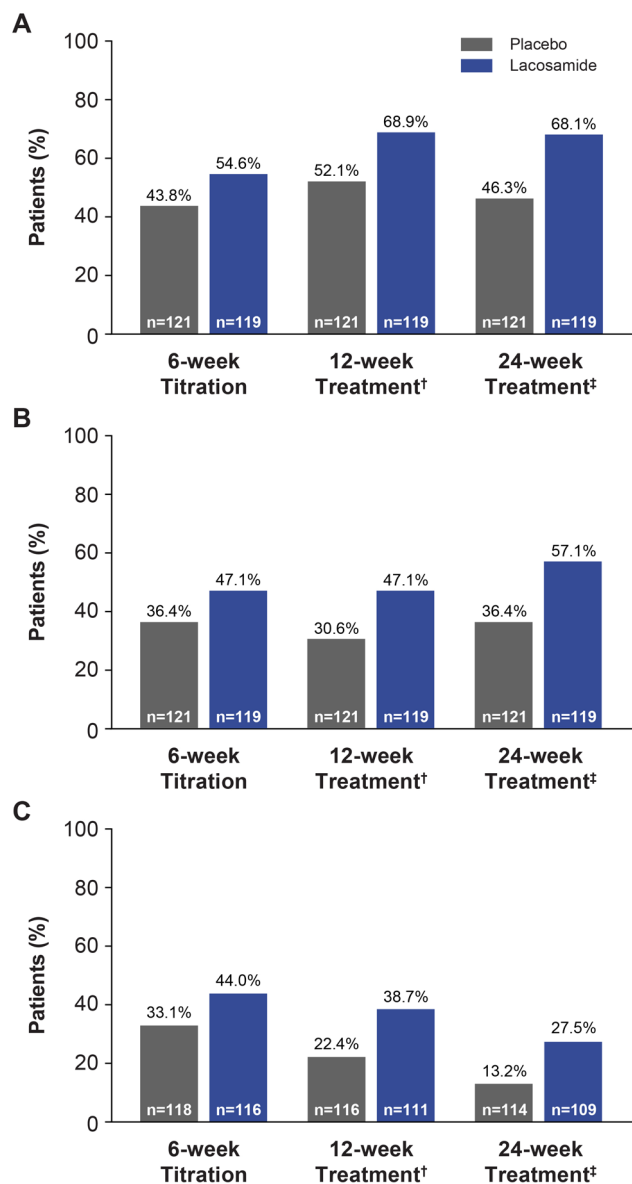 A
100
80
60
40
20
0
Patients (%)
Placebo
Lacosamide
43.8%
54.6%
52.1%
68.9%
46.3%
68.1%
n=121
n=119
n=121
n=119
n=121
n=119
6-week
Titration
12-week
Treatment†
24-week
Treatment‡
B
100
80
60
40
20
0
Patients (%)
36.4%
47.1%
30.6%
47.1%
36.4%
57.1%
n=121
n=119
n=121
n=119
n=121
n=119
6-week
Titration
12-week
Treatment†
24-week
Treatment‡
C
100
80
60
40
20
0
Patients (%)
33.1%
44.0%
22.4%
38.7%
13.2%
27.5%
n=118
n=116
n=116
n=111
n=114
n=109
6-week
Titration
12-week
Treatment†
24-week
Treatment‡